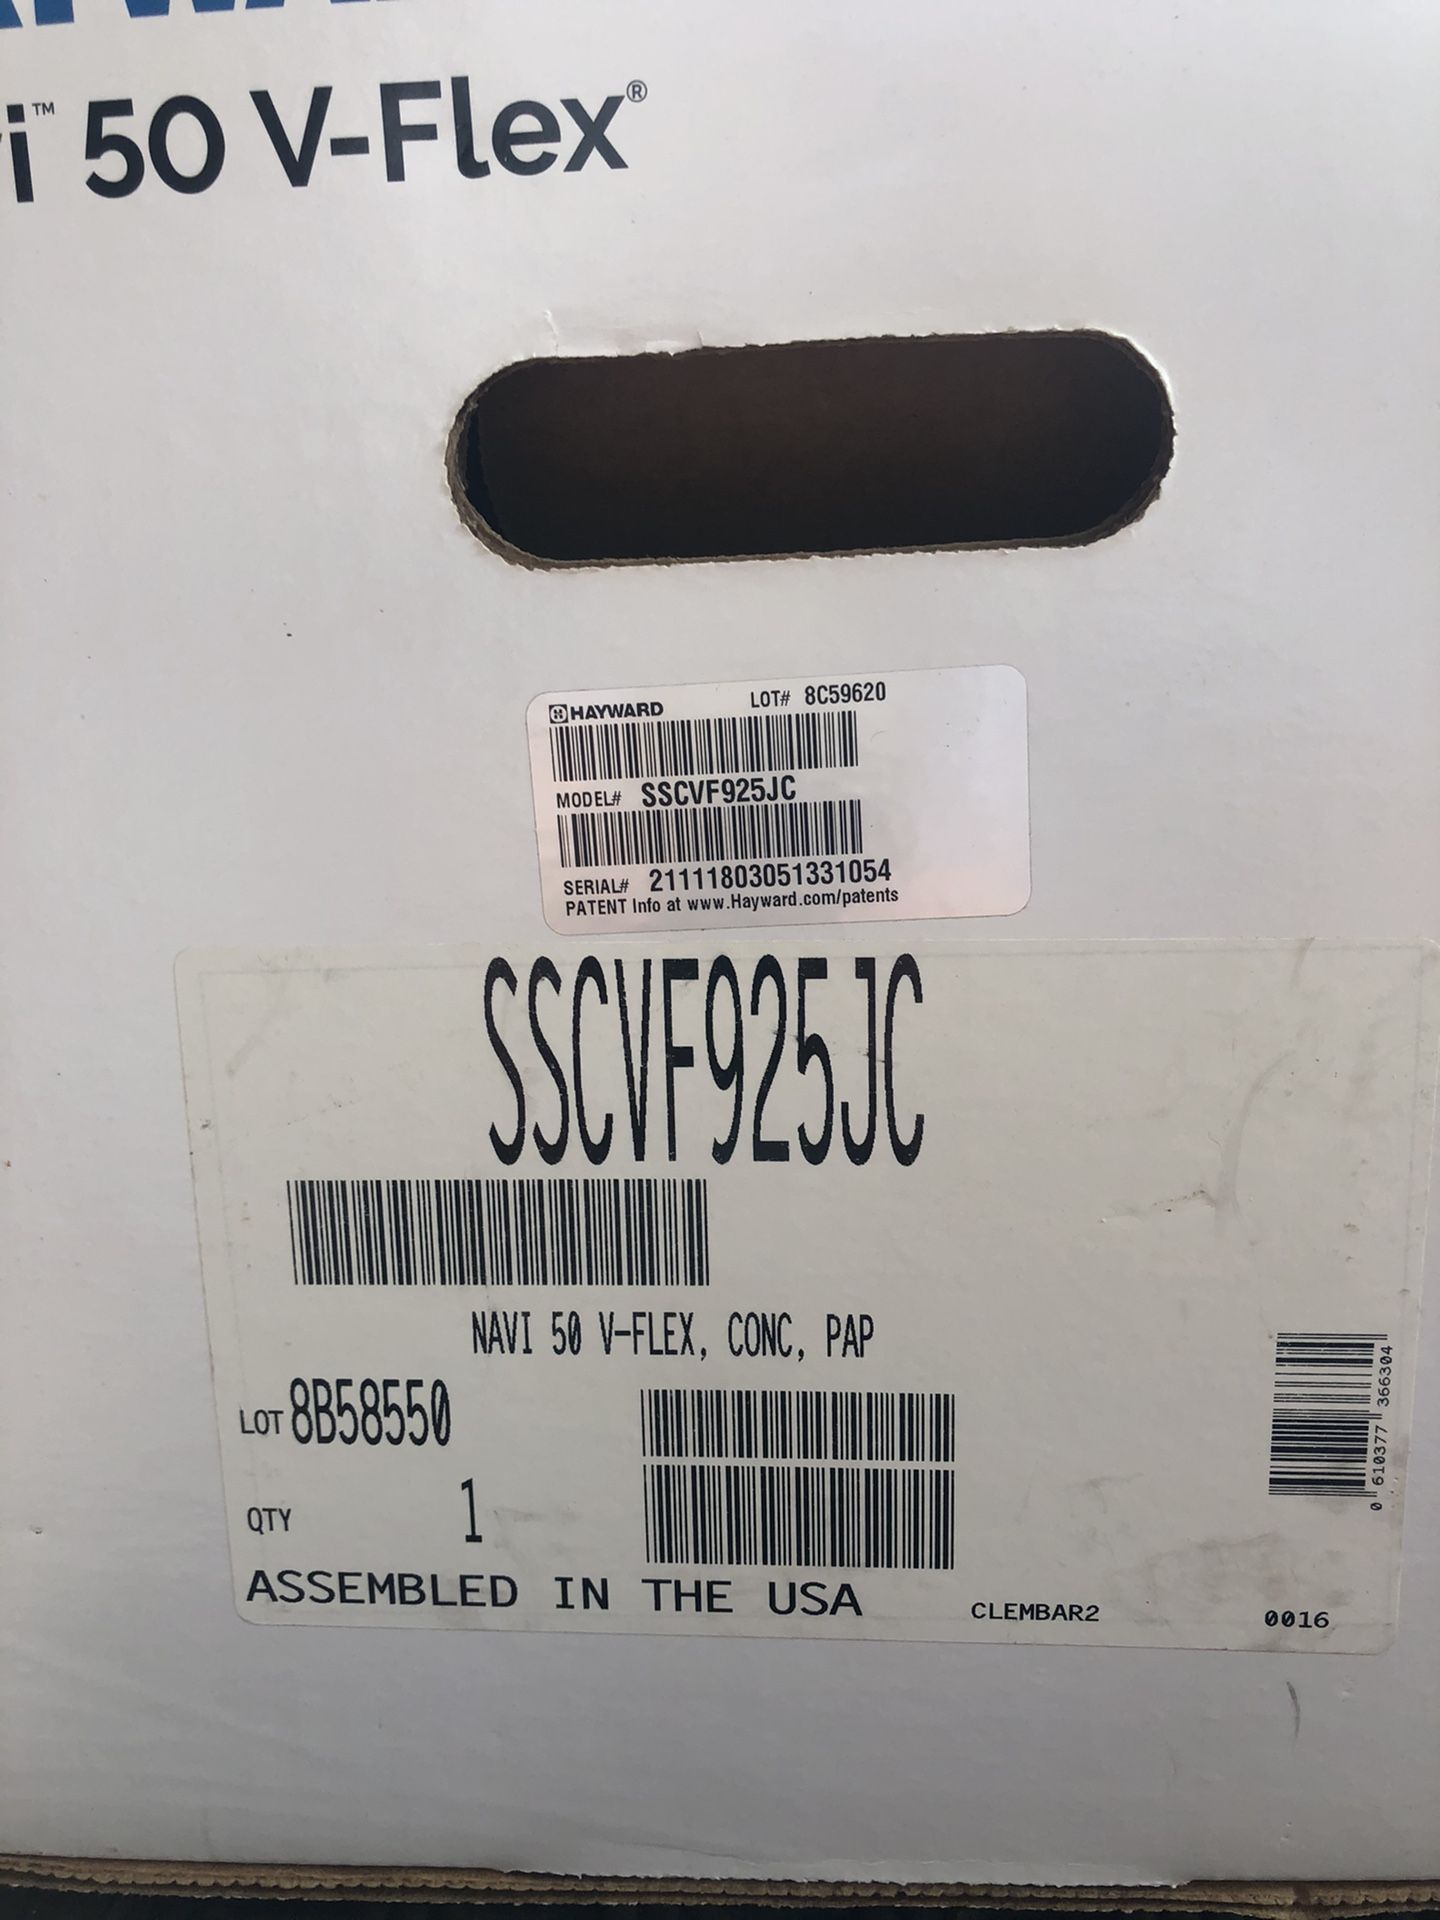 i™ 50 V-Flex®
HAYWARD LOT# 8C59620
MODEL# SSCVF925JC
SERIAL# 21111803051331054
PATENT Info at www.Hayward.com/patents
SSCVF925JC
NAVI 50 V-FLEX, CONC, PAP
LOT 8B58550
0 610377 366304
QTY 1
ASSEMBLED IN THE USA CLEMBAR2 0016